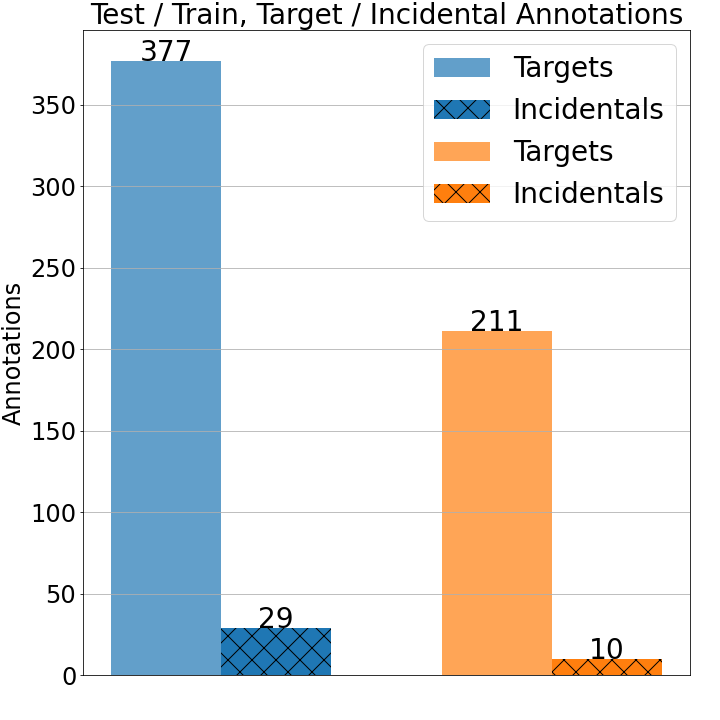 Test / Train, Target / Incidental Annotations
377
Targets
Incidentals
Targets
Incidentals
350
300
250
211
200
150
100
50
29
10
0
Annotations